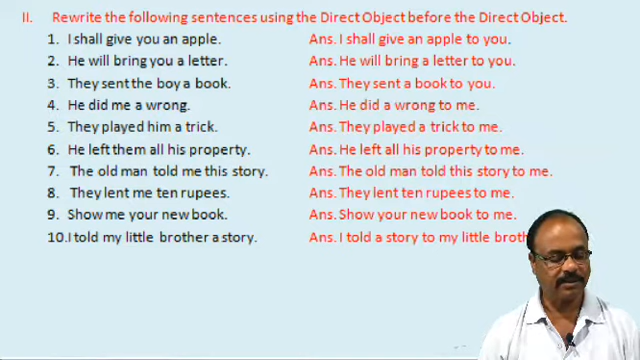 II. Rewrite the following sentences using the Direct Object before the Direct Object.
1. I shall give you an apple. Ans. I shall give an apple to you.
2. He will bring you a letter. Ans. He will bring a letter to you.
3. They sent the boy a book. Ans. They sent a book to you.
4. He did me a wrong. Ans. He did a wrong to me.
5. They played him a trick. Ans. They played a trick to me.
6. He left them all his property. Ans. He left all his property to me.
7. The old man told me this story. Ans. The old man told this story to me.
8. They lent me ten rupees. Ans. They lent ten rupees to me.
9. Show me your new book. Ans. Show your new book to me.
10.I told my little brother a story. Ans. I told a story to my little